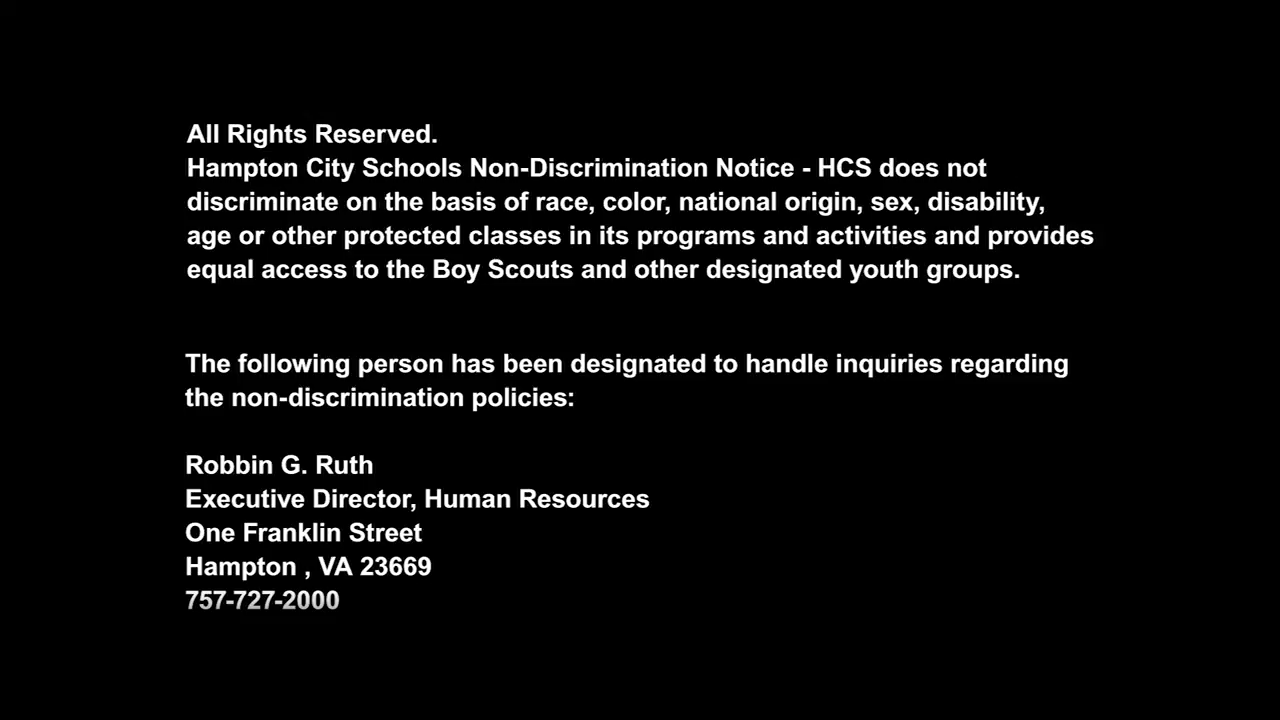 All Rights Reserved.
Hampton City Schools Non-Discrimination Notice - HCS does not
discriminate on the basis of race, color, national origin, sex, disability,
age or other protected classes in its programs and activities and provides
equal access to the Boy Scouts and other designated youth groups.
The following person has been designated to handle inquiries regarding
the non-discrimination policies:
Robbin G. Ruth
Executive Director, Human Resources
One Franklin Street
Hampton , VA 23669
757-727-2000